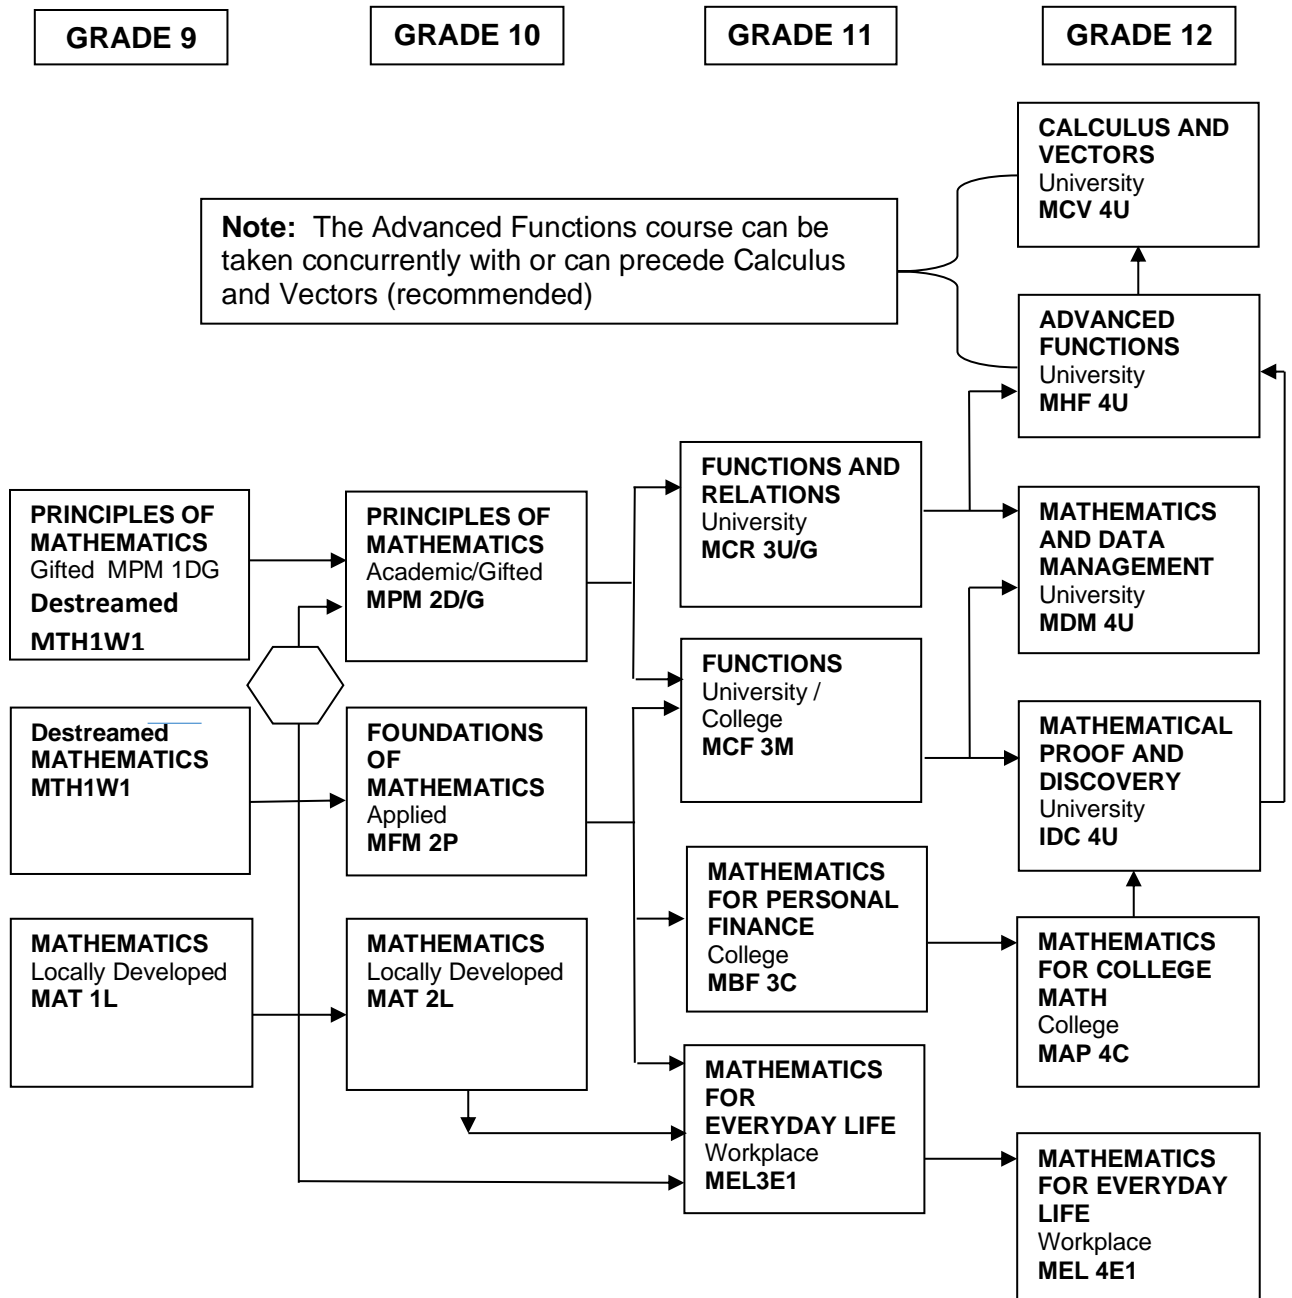 GRADE 9
GRADE 10
GRADE 11
GRADE 12
CALCULUS AND
VECTORS
University
MCV 4U
Note: The Advanced Functions course can be
taken concurrently with or can precede Calculus
and Vectors (recommended)
ADVANCED
FUNCTIONS
University
MHF 4U
PRINCIPLES OF
MATHEMATICS
Gifted MPM 1DG
Destreamed
MTH1W1
PRINCIPLES OF
MATHEMATICS
Academic/Gifted
MPM 2D/G
FUNCTIONS AND
RELATIONS
University
MCR 3U/G
MATHEMATICS
AND DATA
MANAGEMENT
University
MDM 4U
Destreamed
MATHEMATICS
MTH1W1
FOUNDATIONS
OF
MATHEMATICS
Applied
MFM 2P
FUNCTIONS
University /
College
MCF 3M
MATHEMATICAL
PROOF AND
DISCOVERY
University
IDC 4U
MATHEMATICS
FOR PERSONAL
FINANCE
College
MBF 3C
MATHEMATICS
Locally Developed
MAT 1L
MATHEMATICS
Locally Developed
MAT 2L
MATHEMATICS
FOR COLLEGE
MATH
College
MAP 4C
MATHEMATICS
FOR
EVERYDAY LIFE
Workplace
MEL3E1
MATHEMATICS
FOR EVERYDAY
LIFE
Workplace
MEL 4E1